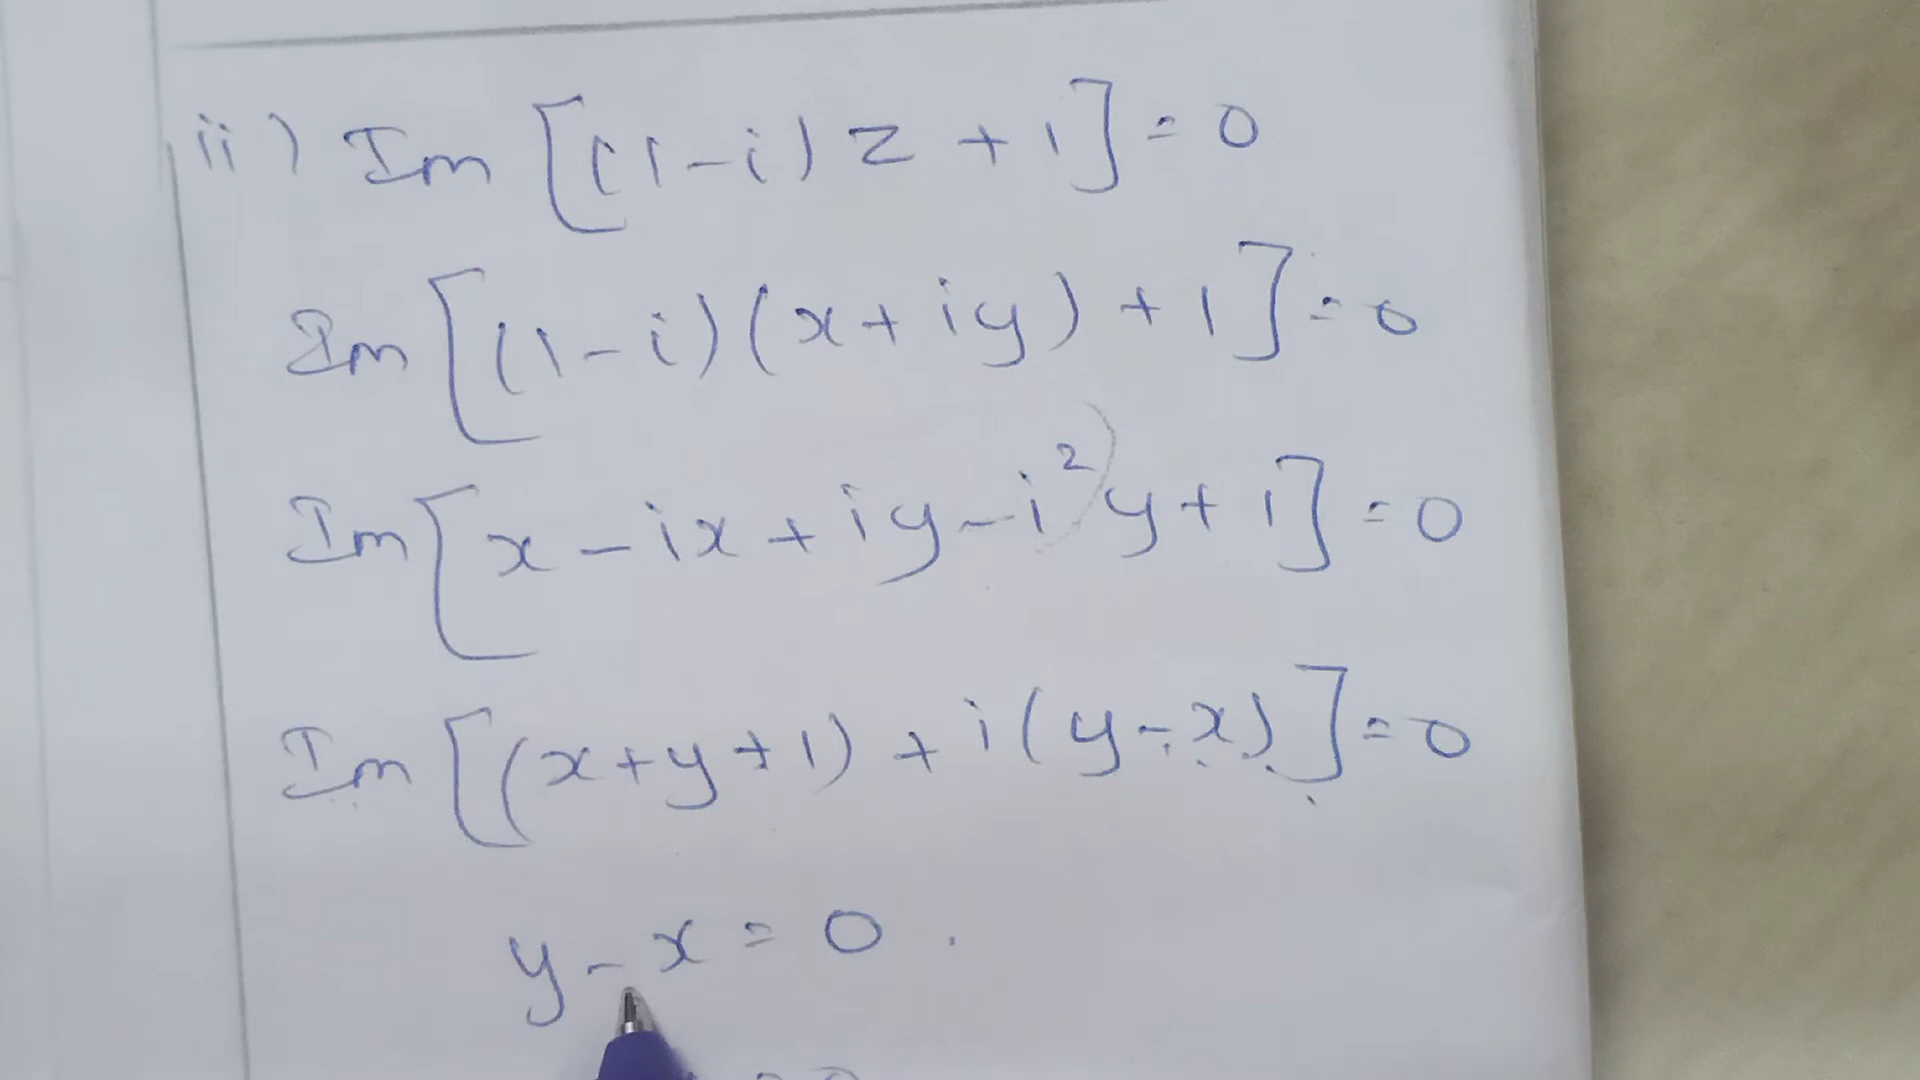 ii) Im [(1-i) z + 1] = 0
Im [(1-i)(x+iy) + 1] = 0
Im [x - ix + iy - i²y + 1] = 0
Im [(x+y+1) + i(y-x)] = 0
y - x = 0.